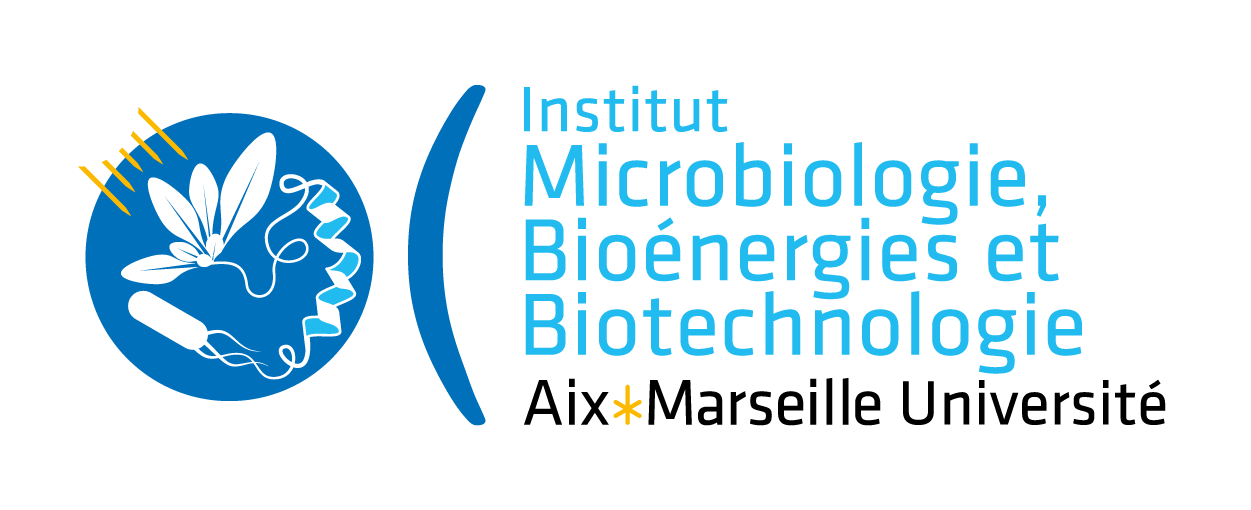 Institut
Microbiologie,
Bioénergies et
Biotechnologie
Aix*Marseille Université